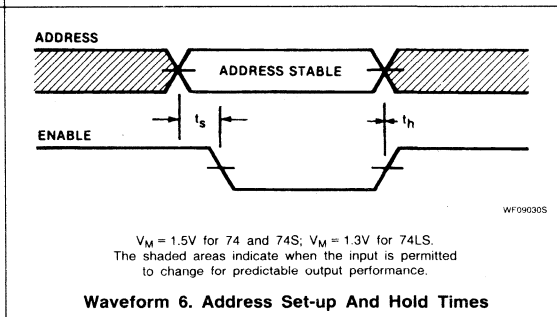 ADDRESS
ADDRESS STABLE
ts
th
ENABLE
WF09030S
VM = 1.5V for 74 and 74S; VM = 1.3V for 74LS.
The shaded areas indicate when the input is permitted
to change for predictable output performance.
Waveform 6. Address Set-up And Hold Times